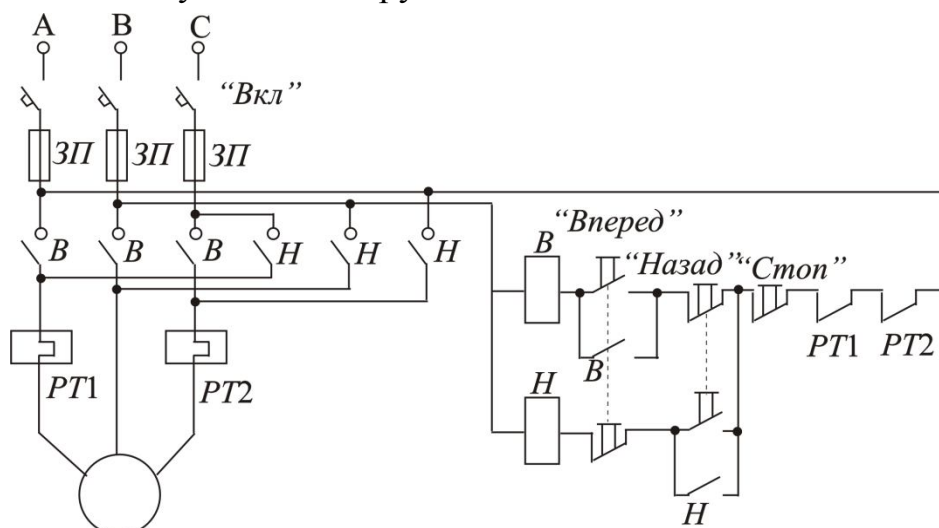 А В С
“Вкл”
ЗП ЗП ЗП
“Вперед”
В В В Н Н Н
В “Назад” “Стоп”
РТ1 РТ2
РТ1 РТ2
В
Н
Н